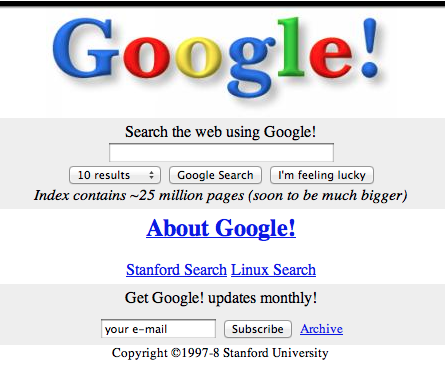 Google!
Search the web using Google!
10 results Google Search I'm feeling lucky
Index contains ~25 million pages (soon to be much bigger)
About Google!
Stanford Search Linux Search
Get Google! updates monthly!
your e-mail Subscribe Archive
Copyright ©1997-8 Stanford University